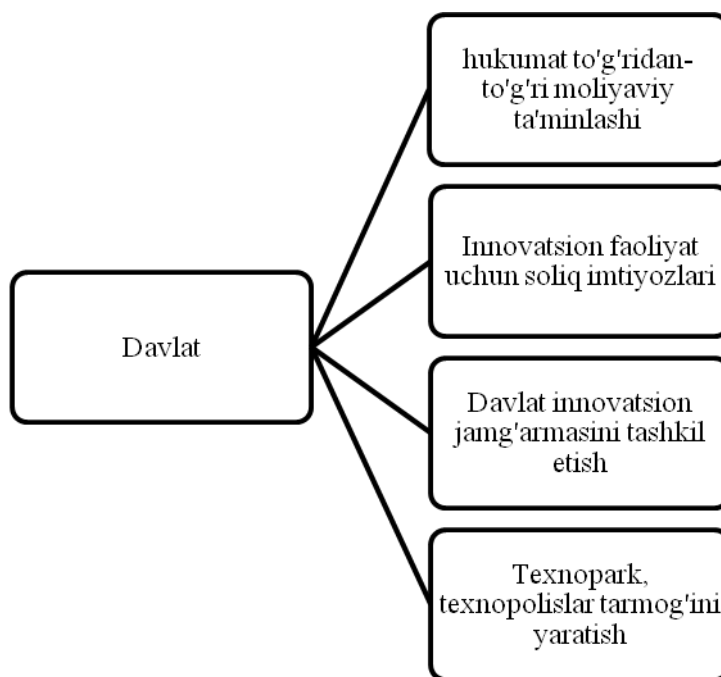 Davlat
hukumat to'g'ridan-
to'g'ri moliyaviy
ta'minlashi
Innovatsion faoliyat
uchun soliq imtiyozlari
Davlat innovatsion
jamg'armasini tashkil
etish
Texnopark,
texnopolislar tarmog'ini
yaratish